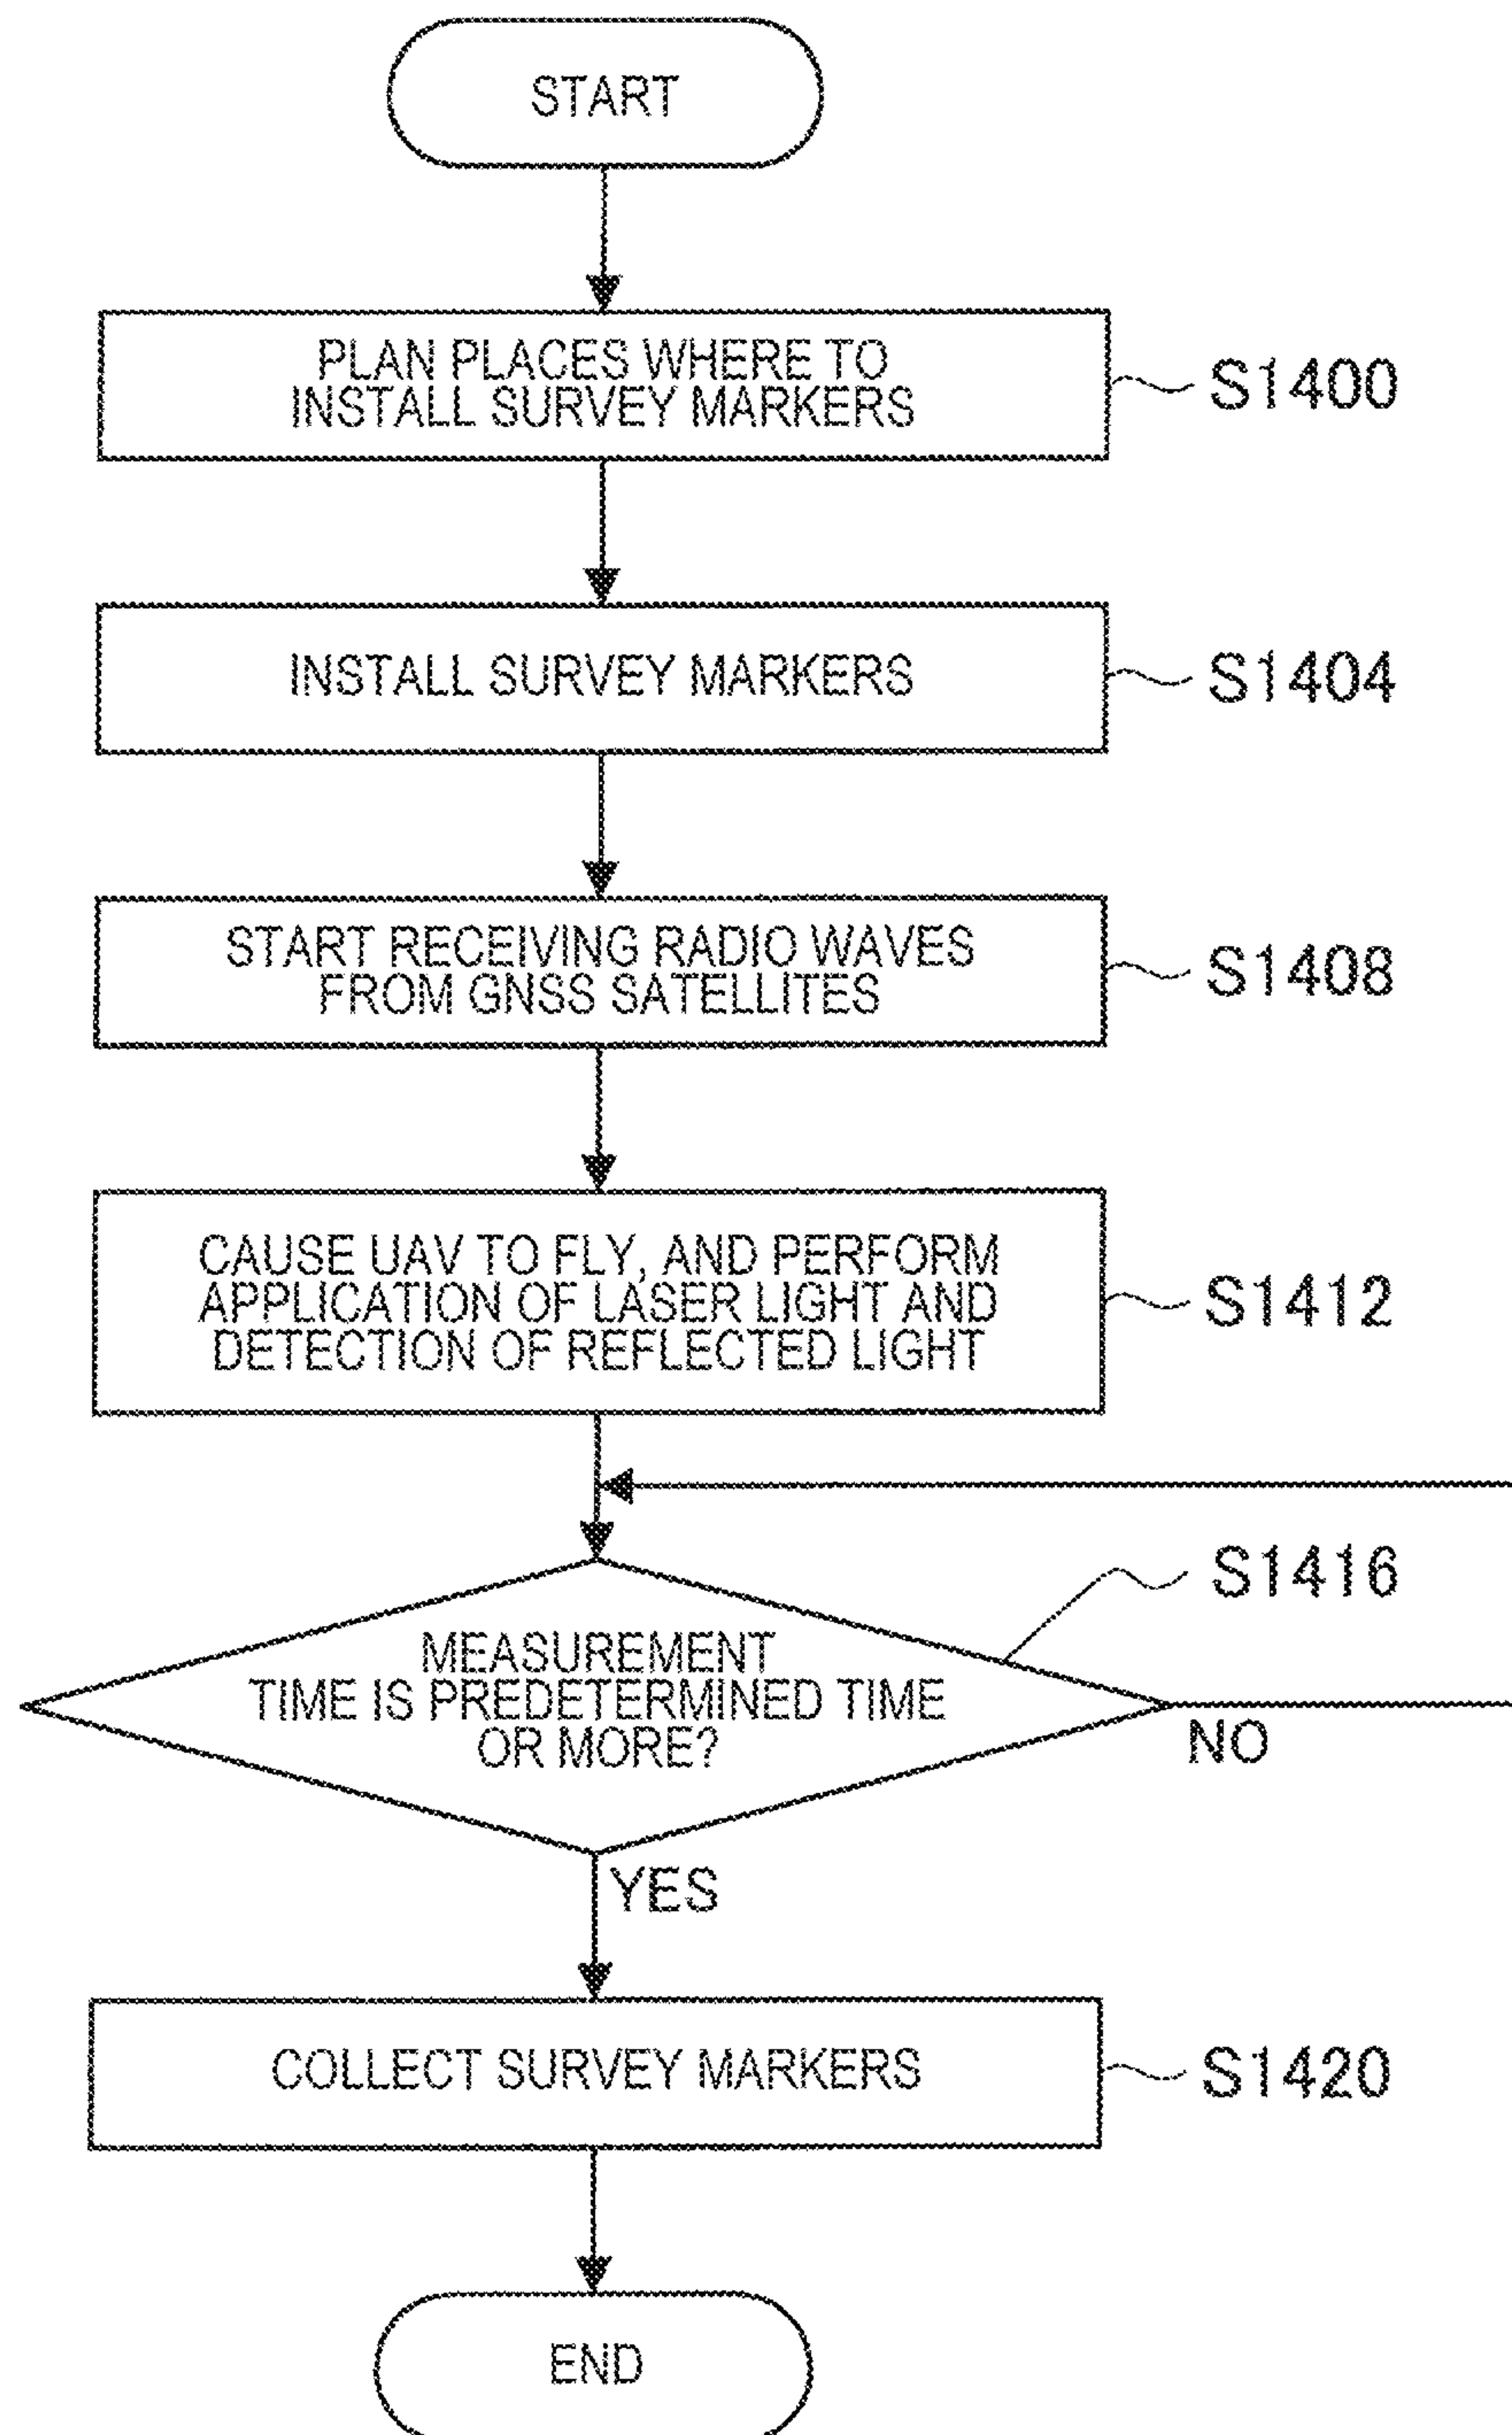 START
PLAN PLACES WHERE TO
INSTALL SURVEY MARKERS
S1400
INSTALL SURVEY MARKERS
S1404
START RECEIVING RADIO WAVES
FROM GNSS SATELLITES
S1408
CAUSE UAV TO FLY, AND PERFORM
APPLICATION OF LASER LIGHT AND
DETECTION OF REFLECTED LIGHT
S1412
S1416
MEASUREMENT
TIME IS PREDETERMINED TIME
OR MORE?
NO
YES
COLLECT SURVEY MARKERS
S1420
END